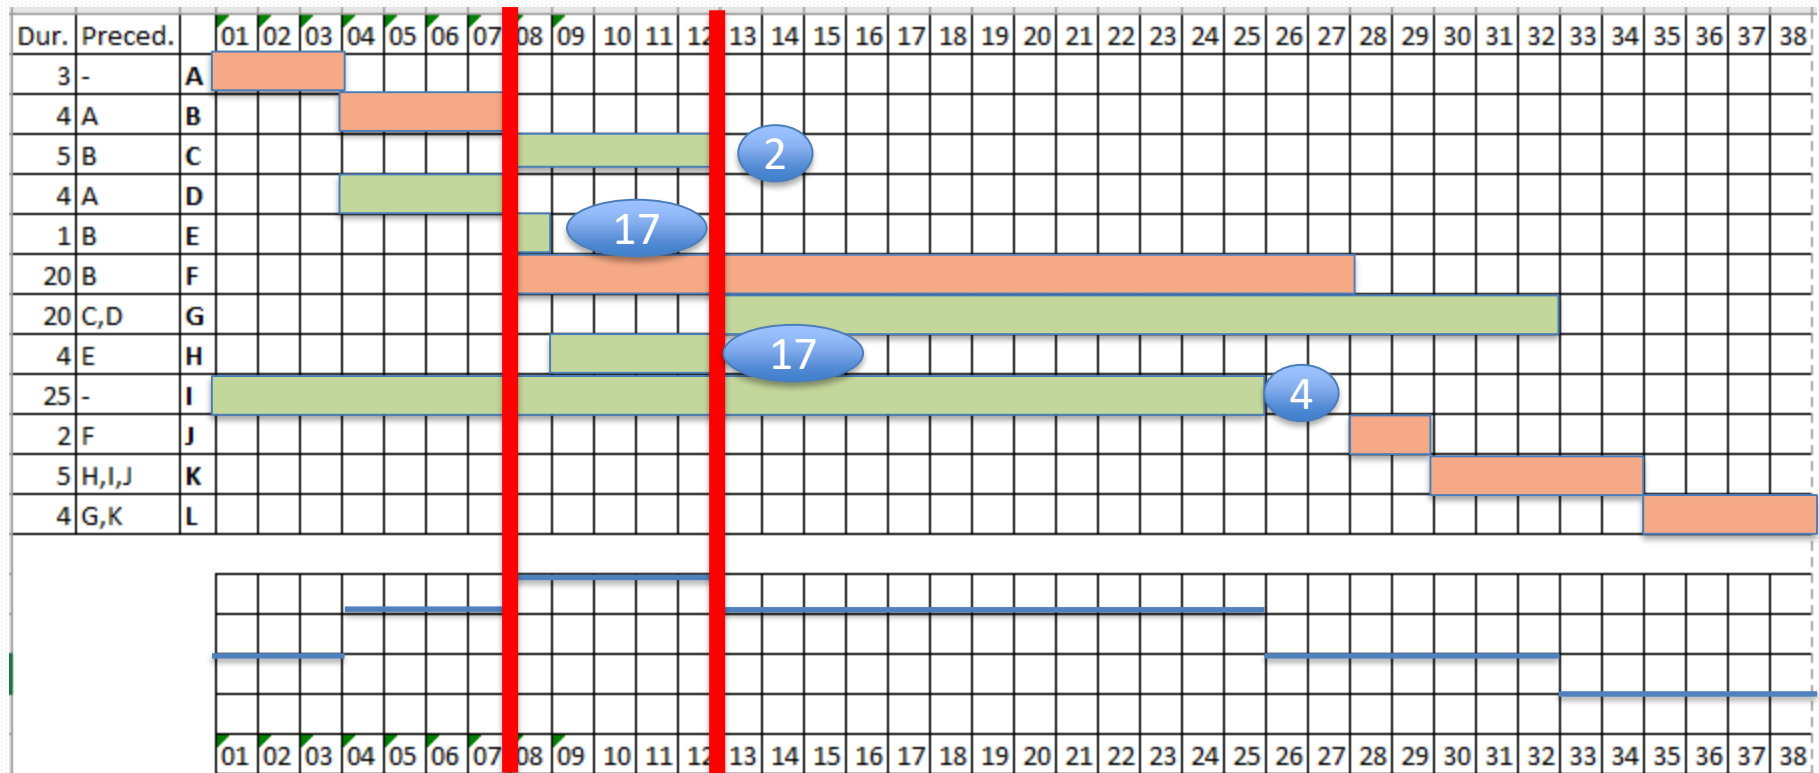 Dur. Preced. 01 02 03 04 05 06 07 08 09 10 11 12 13 14 15 16 17 18 19 20 21 22 23 24 25 26 27 28 29 30 31 32 33 34 35 36 37 38
3 - A
4 A B
5 B C 2
4 A D
1 B E 17
20 B F
20 C,D G
4 E H 17
25 - I 4
2 F J
5 H,I,J K
4 G,K L
01 02 03 04 05 06 07 08 09 10 11 12 13 14 15 16 17 18 19 20 21 22 23 24 25 26 27 28 29 30 31 32 33 34 35 36 37 38